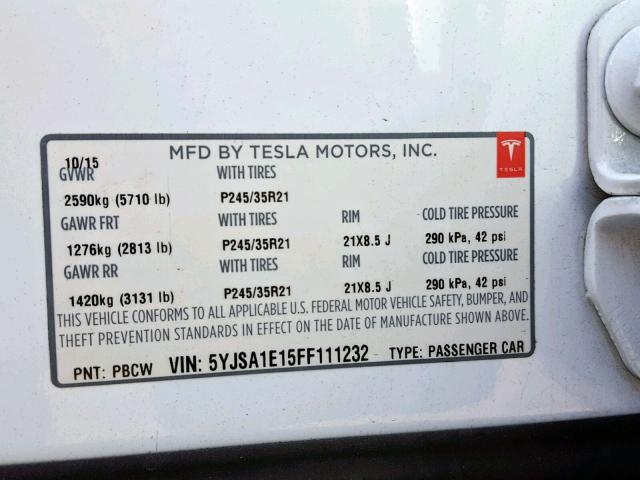 10/15 MFD BY TESLA MOTORS, INC.
TESLA
GVWR WITH TIRES
2590kg (5710 lb) P245/35R21
GAWR FRT WITH TIRES RIM COLD TIRE PRESSURE
1276kg (2813 lb) P245/35R21 21X8.5 J 290 kPa, 42 psi
GAWR RR WITH TIRES RIM COLD TIRE PRESSURE
1420kg (3131 lb) P245/35R21 21X8.5 J 290 kPa, 42 psi
THIS VEHICLE CONFORMS TO ALL APPLICABLE U.S. FEDERAL MOTOR VEHICLE SAFETY, BUMPER, AND
THEFT PREVENTION STANDARDS IN EFFECT ON THE DATE OF MANUFACTURE SHOWN ABOVE.
PNT: PBCW VIN: 5YJSA1E15FF111232 TYPE: PASSENGER CAR